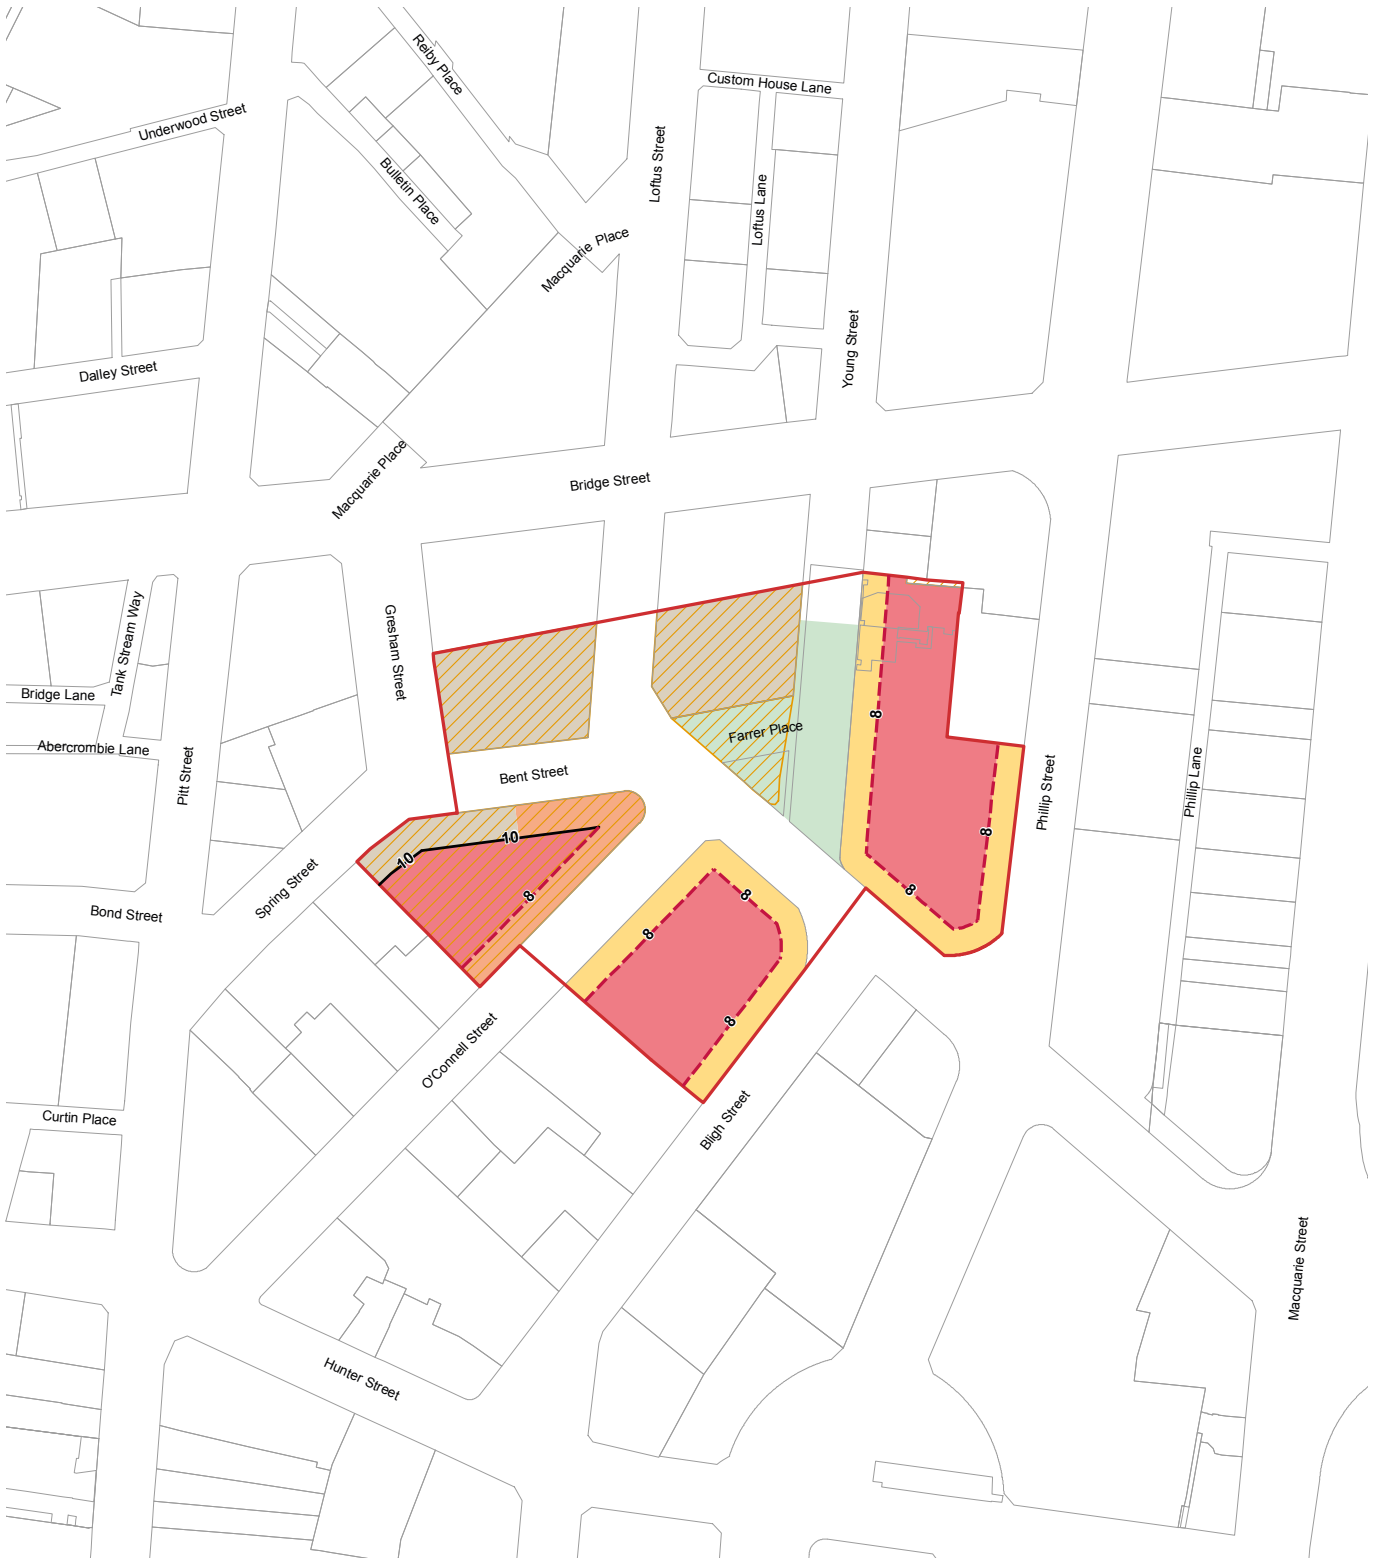 Reiby Place
Custom House Lane
Underwood Street
Loftus Street
Bulletin Place
Loftus Lane
Macquarie Place
Young Street
Dalley Street
Macquarie Place
Bridge Street
Tank Stream Way
Gresham Street
Bridge Lane
8
Farrer Place
Abercrombie Lane
Pitt Street
Bent Street
Phillip Street
Phillip Lane
10
8
10
Spring Street
8
8
8
Bond Street
8
8
O'Connell Street
Curtin Place
Bligh Street
Macquarie Street
Hunter Street